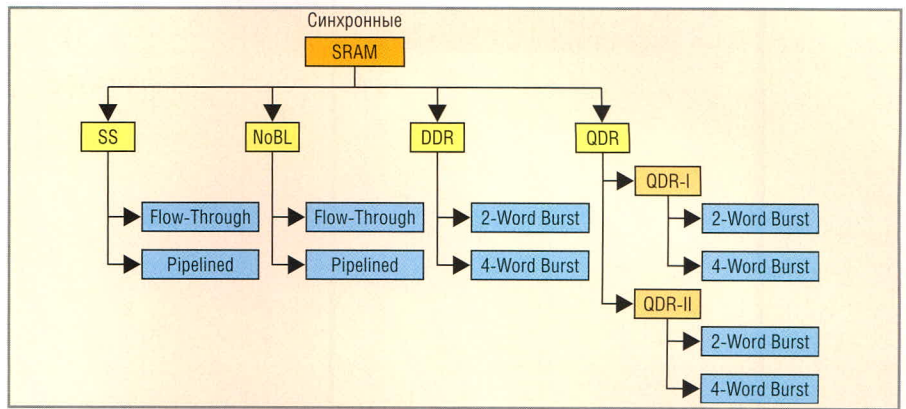 Синхронные
SRAM
SS
NoBL
DDR
QDR
QDR-I
Flow-Through
Flow-Through
2-Word Burst
2-Word Burst
Pipelined
Pipelined
4-Word Burst
4-Word Burst
QDR-II
2-Word Burst
4-Word Burst